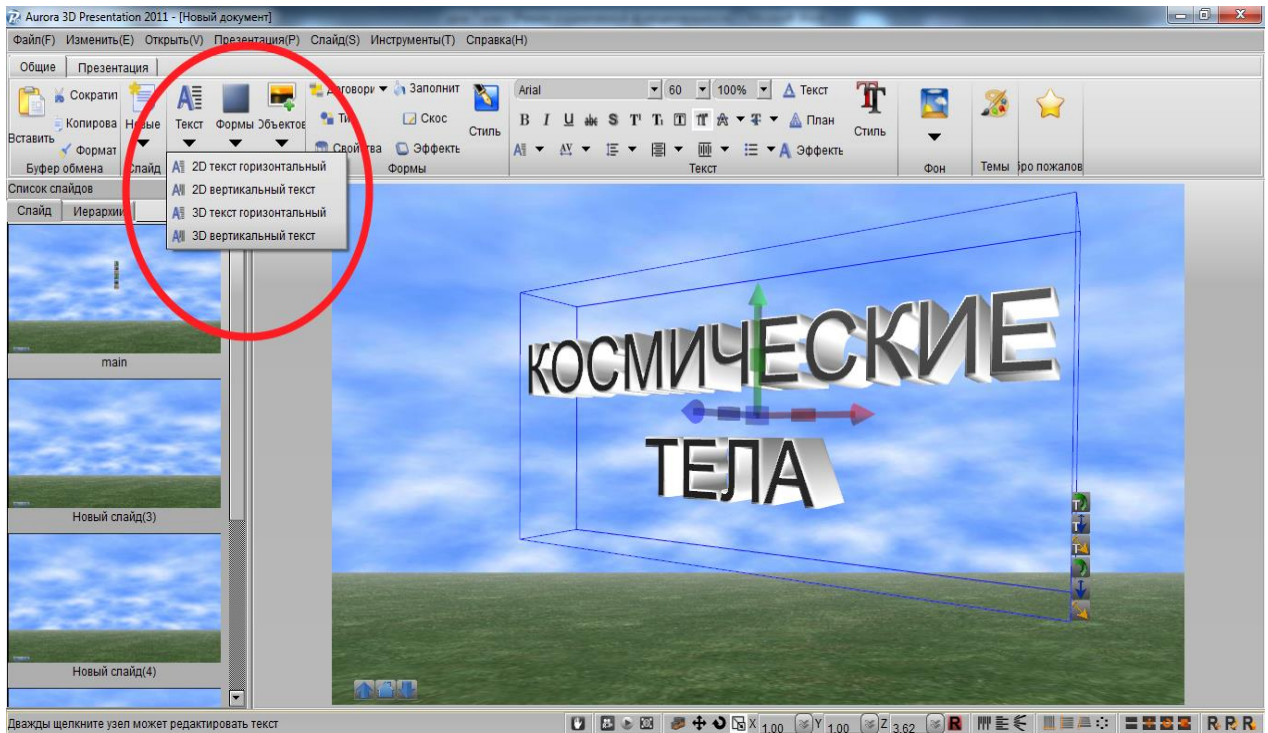 Aurora 3D Presentation 2011 - [Новый документ]
Файл(F) Изменить(E) Открыть(V) Презентация(P) Слайд(S) Инструменты(T) Справка(H)
Общие Презентация
Сократит Договори Заполнит Arial 60 100% Текст
Копирова Новые Текст Формы Объектов Скос Стиль План Стиль
Вставить Формат Свойства Эффекть Эффекть
Буфер обмена Слайд Формы Текст Фон Темы бро пожалов
2D текст горизонтальный
2D вертикальный текст
3D текст горизонтальный
3D вертикальный текст
Список слайдов
Слайд Иерархии
main
Новый слайд(3)
Новый слайд(4)
КОСМИЧЕСКИЕ
ТЕЛА
Дважды щелкните узел может редактировать текст X 1.00 Y 1.00 Z 3.62 R R R R